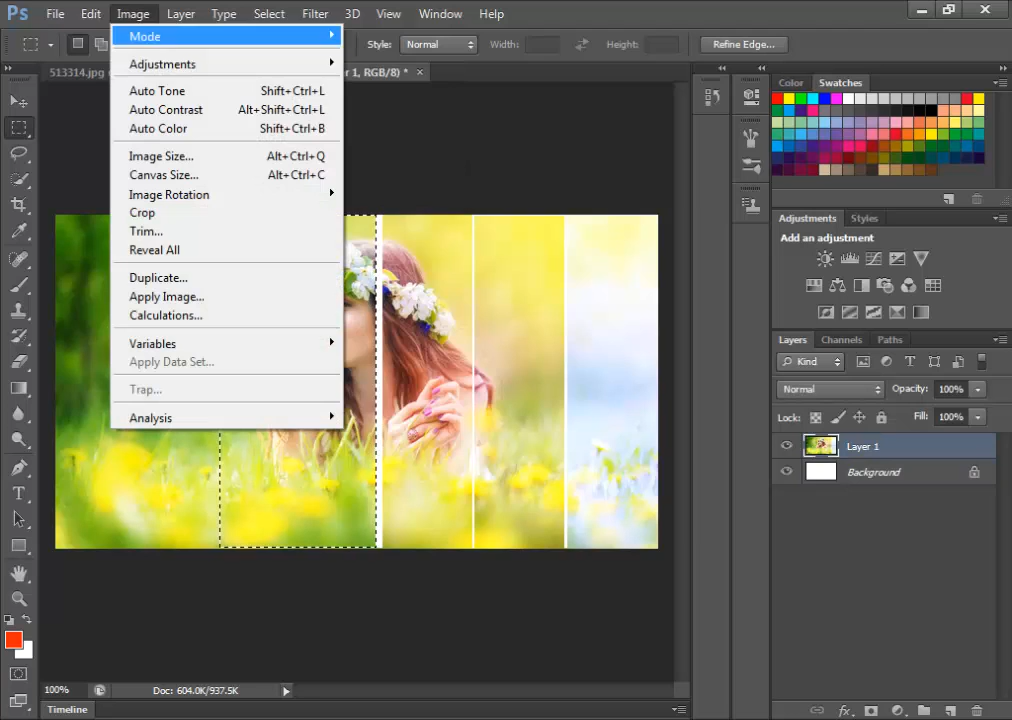 Ps File Edit Image Layer Type Select Filter 3D View Window Help
Style: Normal Width: Height: Refine Edge...
513314.jpg r 1, RGB/8) * ×
Mode
Adjustments
Auto Tone Shift+Ctrl+L
Auto Contrast Alt+Shift+Ctrl+L
Auto Color Shift+Ctrl+B
Image Size... Alt+Ctrl+Q
Canvas Size... Alt+Ctrl+C
Image Rotation
Crop
Trim...
Reveal All
Duplicate...
Apply Image...
Calculations...
Variables
Apply Data Set...
Trap...
Analysis
Color Swatches
Adjustments Styles
Add an adjustment
Layers Channels Paths
Kind
Normal Opacity: 100%
Lock: Fill: 100%
Layer 1
Background
fx
100% Doc: 604.0K/937.5K
Timeline